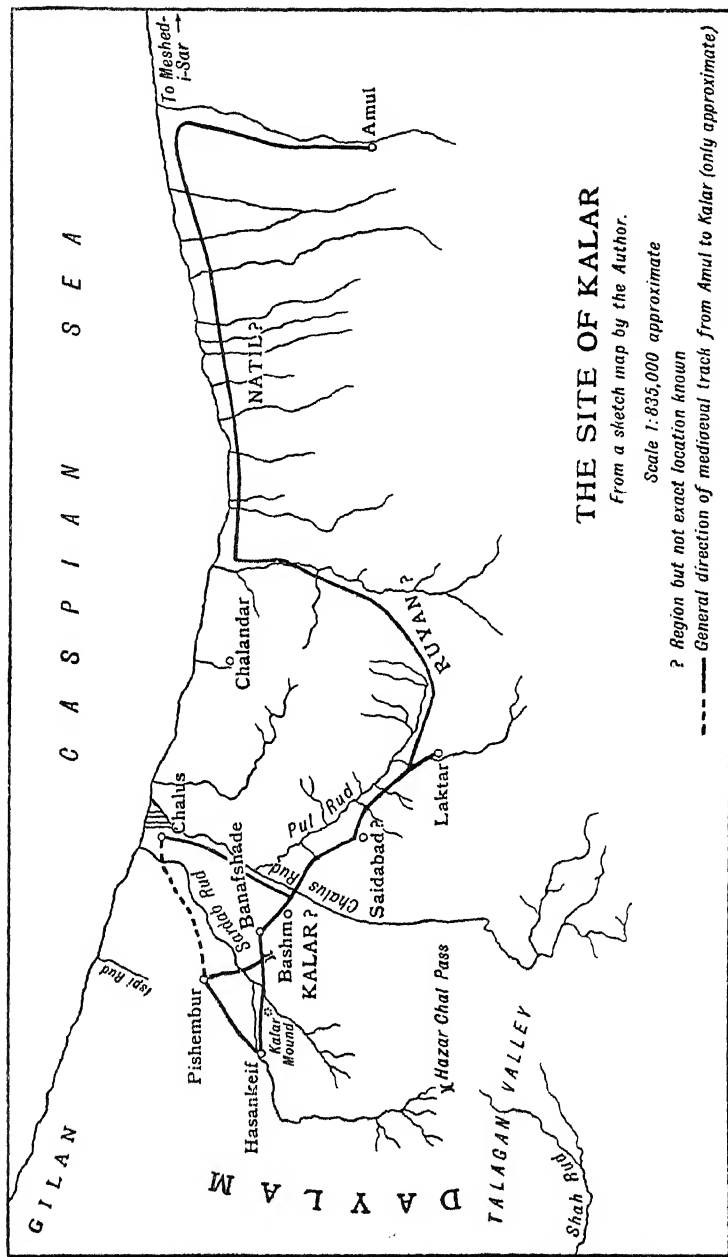 THE SITE OF KALAR
From a sketch map by the Author.
Scale 1:835,000 approximate
? Region but not exact location known
General direction of mediæval track from Amul to Kalar (only approximate)
CASPIAN SEA
GILAN
DAYLAM
To Meshed-
i-Sar →
Amul
NATIL?
Chalandar
RUYAN?
Chalus
Pul Rud
Laktar
Saidabad?
Chalus Rud
Banafshade
Sardab Rud
Bashmo
KALAR?
Ispi Rud
Pishembur
Kalar
Mound
Hasankeif
Hazar Chal Pass
TALAGAN VALLEY
Shah Rud